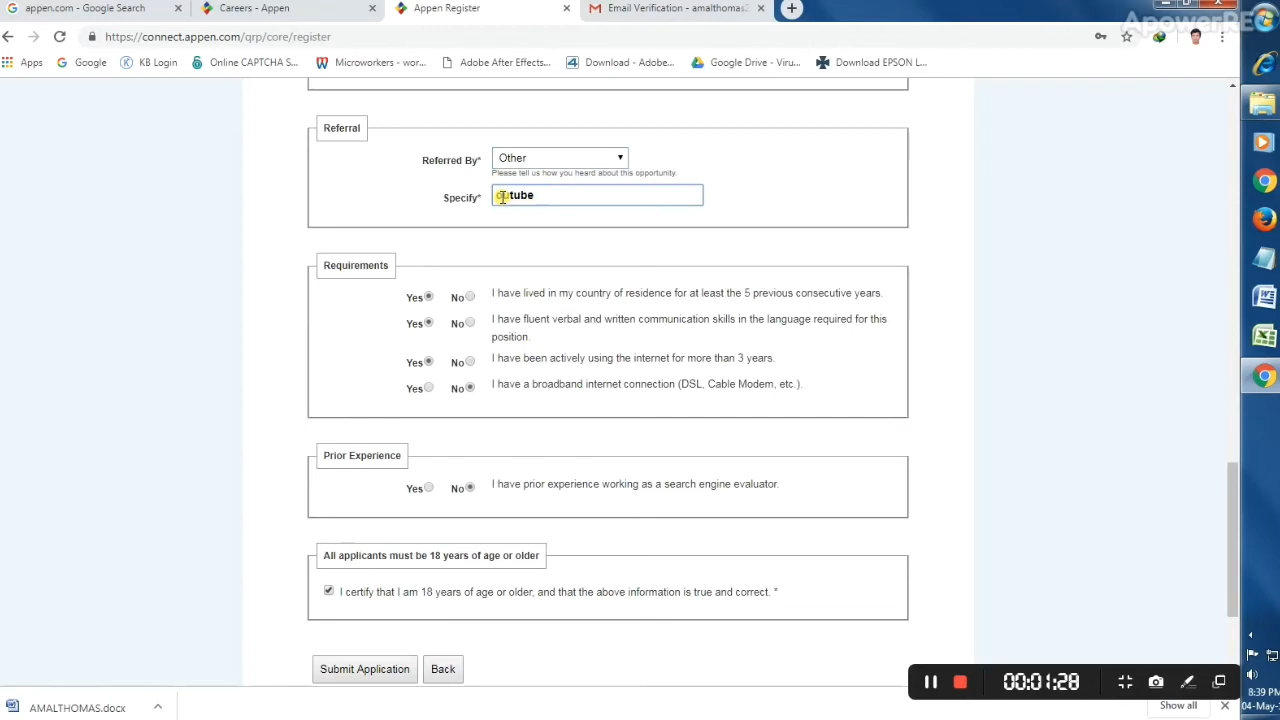 appen.com - Google Search
Careers - Appen
Appen Register
Email Verification - amalthomas2
ApowerREC
https://connect.appen.com/qrp/core/register
Apps
Google
KB Login
Online CAPTCHA S...
Microworkers - wor...
Adobe After Effects...
Download - Adobe...
Google Drive - Viru...
Download EPSON L...
Referral
Referred By*
Other
Please tell us how you heard about this opportunity.
Specify*
outube
Requirements
Yes No I have lived in my country of residence for at least the 5 previous consecutive years.
Yes No I have fluent verbal and written communication skills in the language required for this
position.
Yes No I have been actively using the internet for more than 3 years.
Yes No I have a broadband internet connection (DSL, Cable Modem, etc.).
Prior Experience
Yes No I have prior experience working as a search engine evaluator.
All applicants must be 18 years of age or older
I certify that I am 18 years of age or older, and that the above information is true and correct. *
Submit Application
Back
00:01:28
8:39 PM
04-May-
AMALTHOMAS.docx
Show all